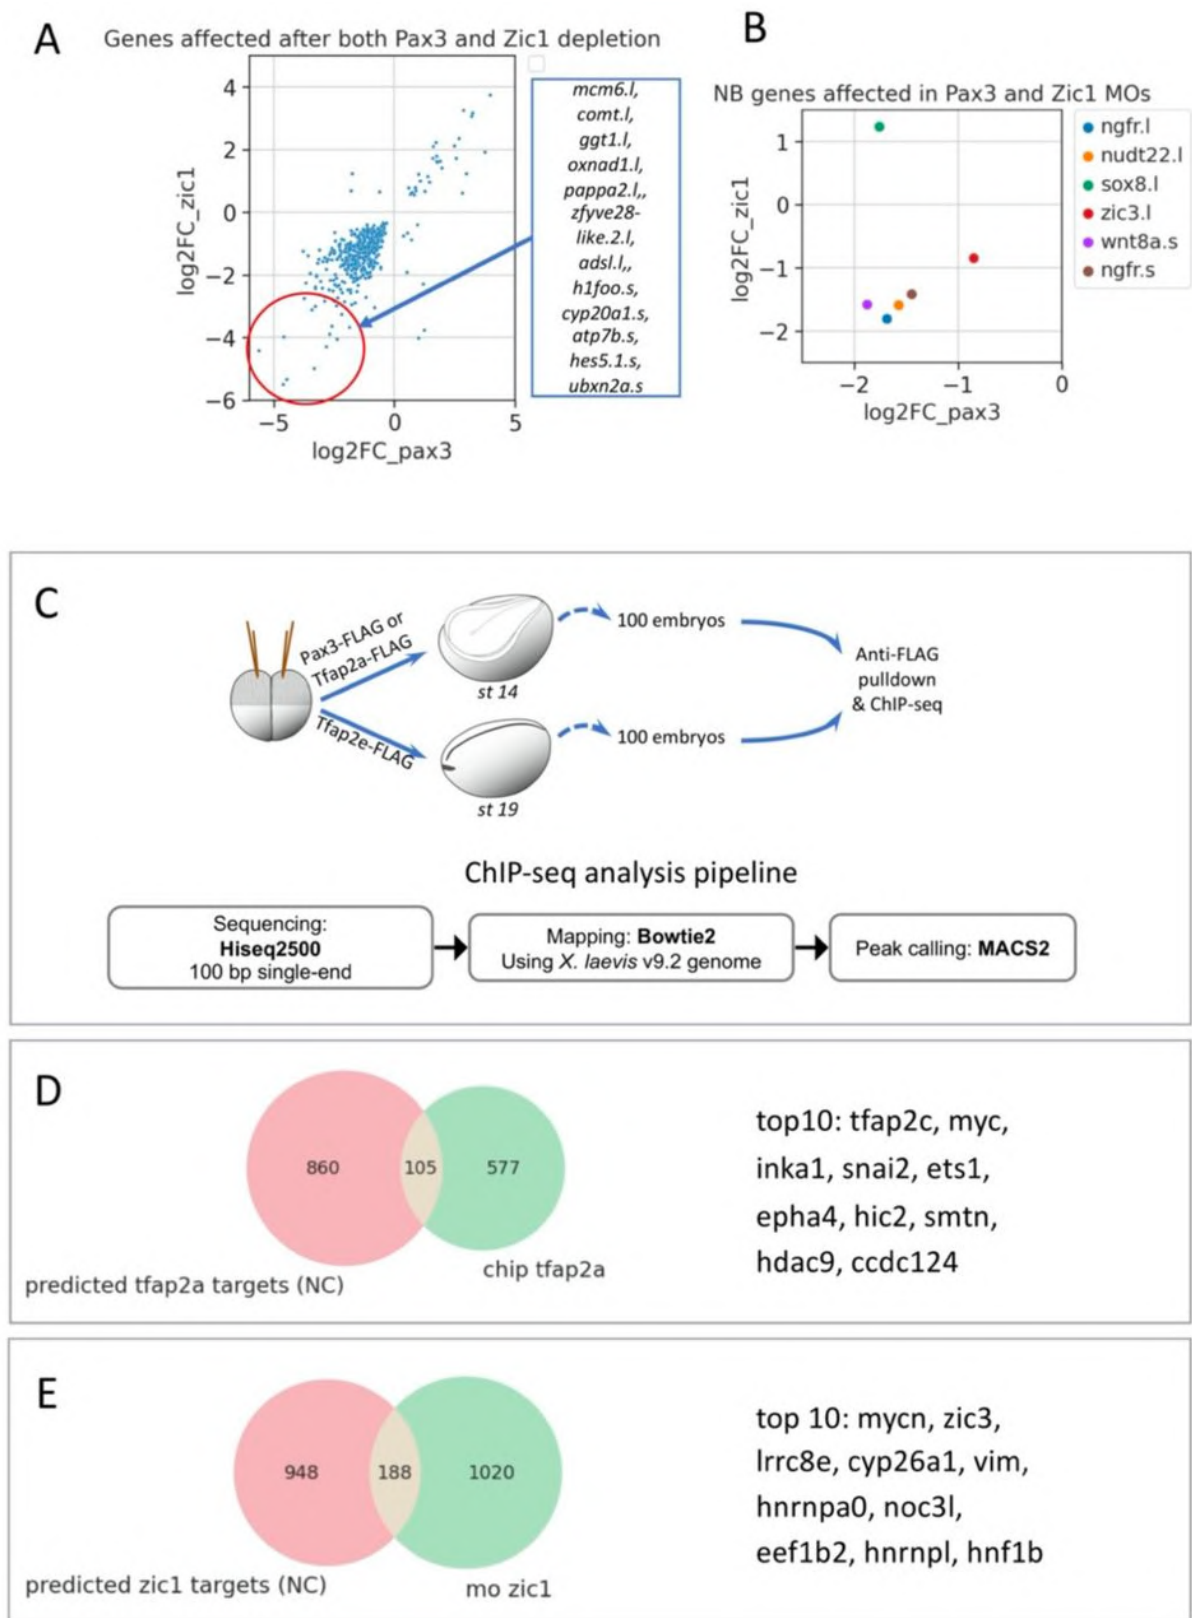 A
Genes affected after both Pax3 and Zic1 depletion
4
2
0
−2
−4
−6
log2FC_zic1
−5
0
5
log2FC_pax3
mcm6.l,
comt.l,
ggt1.l,
oxnad1.l,
pappa2.l,,
zfyve28-
like.2.l,
adsl.l,,
h1foo.s,
cyp20a1.s,
atp7b.s,
hes5.1.s,
ubxn2a.s
B
NB genes affected in Pax3 and Zic1 MOs
1
0
−1
−2
log2FC_zic1
−2
−1
0
log2FC_pax3
ngfr.l
nudt22.l
sox8.l
zic3.l
wnt8a.s
ngfr.s
C
Pax3-FLAG or
Tfap2a-FLAG
Tfap2e-FLAG
st 14
st 19
100 embryos
100 embryos
Anti-FLAG
pulldown
& ChIP-seq
ChIP-seq analysis pipeline
Sequencing:
Hiseq2500
100 bp single-end
Mapping: Bowtie2
Using X. laevis v9.2 genome
Peak calling: MACS2
D
860
105
577
predicted tfap2a targets (NC)
chip tfap2a
top10: tfap2c, myc,
inka1, snai2, ets1,
epha4, hic2, smtn,
hdac9, ccdc124
E
948
188
1020
predicted zic1 targets (NC)
mo zic1
top 10: mycn, zic3,
lrrc8e, cyp26a1, vim,
hnrnpa0, noc3l,
eef1b2, hnrnpl, hnf1b